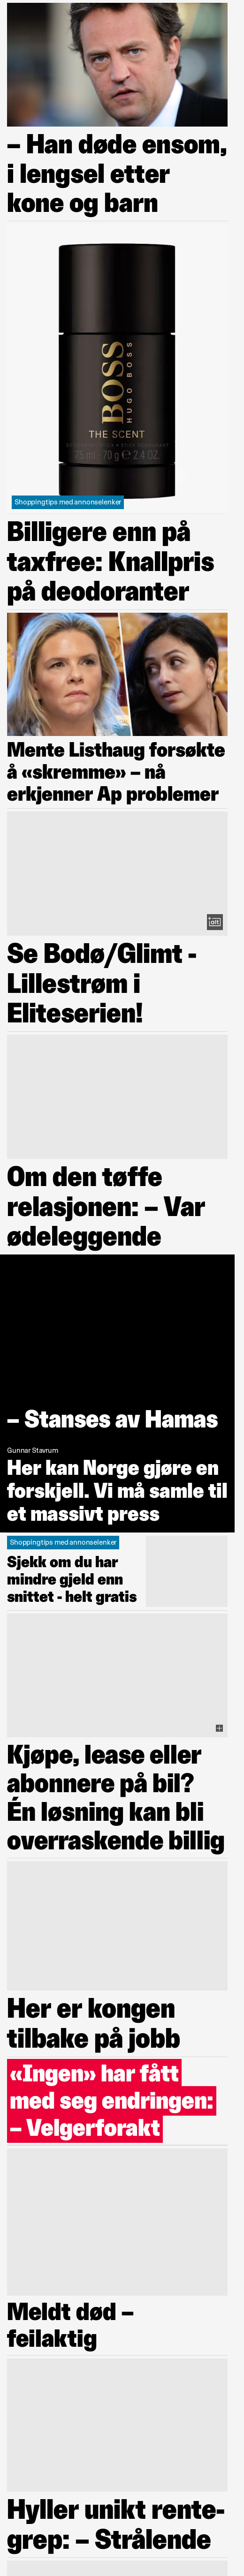 – Han døde ensom,
i lengsel etter
kone og barn
BOSS
HUGO BOSS
THE SCENT
75 ml - 70 g ℮ 2.4 OZ.
Shoppingtips med annonselenker
Billigere enn på
taxfree: Knallpris
på deodoranter
Mente Listhaug forsøkte
å «skremme» – nå
erkjenner Ap problemer
[alt]
Se Bodø/Glimt -
Lillestrøm i
Eliteserien!
Om den tøffe
relasjonen: – Var
ødeleggende
– Stanses av Hamas
Gunnar Stavrum
Her kan Norge gjøre en
forskjell. Vi må samle til
et massivt press
Shoppingtips med annonselenker
Sjekk om du har
mindre gjeld enn
snittet - helt gratis
Kjøpe, lease eller
abonnere på bil?
Én løsning kan bli
overraskende billig
Her er kongen
tilbake på jobb
«Ingen» har fått
med seg endringen:
– Velgerforakt
Meldt død –
feilaktig
Hyller unikt rente-
grep: – Strålende